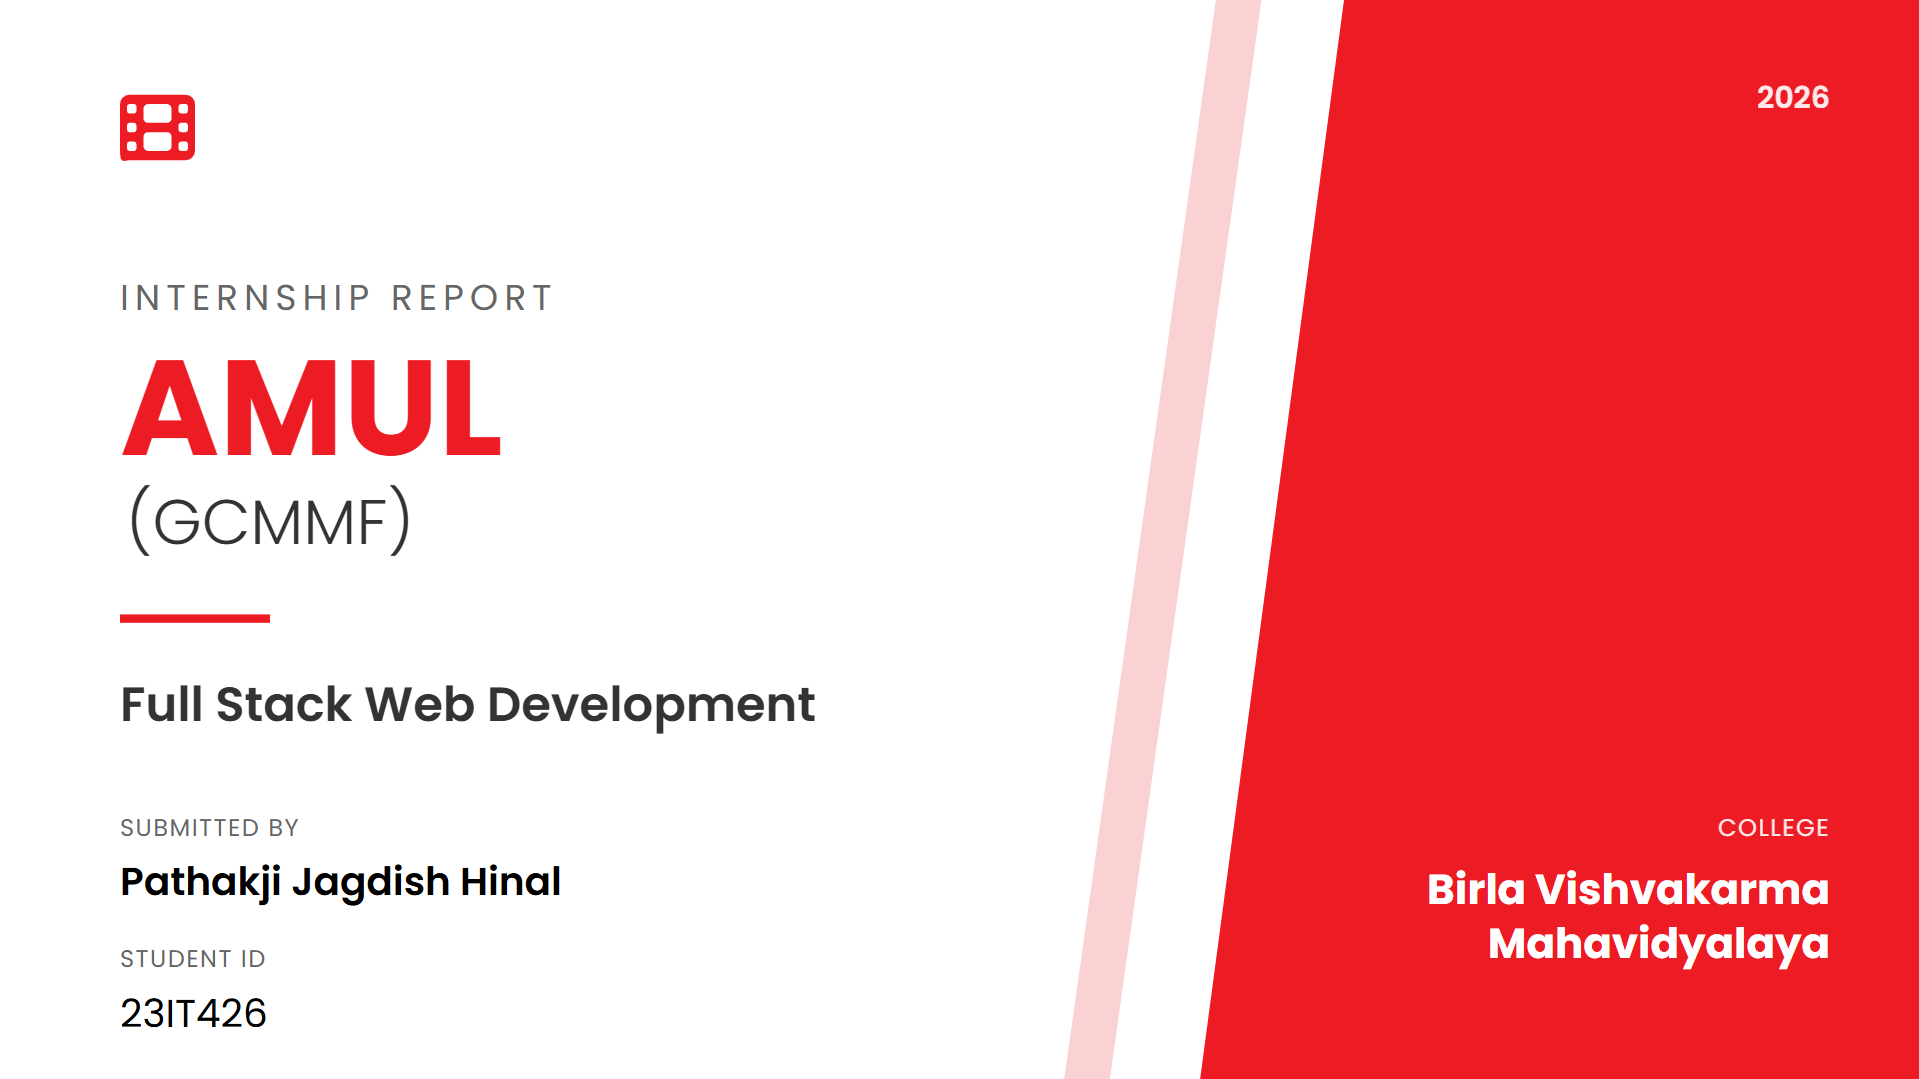 2026
INTERNSHIP REPORT
AMUL
(GCMMF)
Full Stack Web Development
SUBMITTED BY
Pathakji Jagdish Hinal
STUDENT ID
23IT426
COLLEGE
Birla Vishvakarma
Mahavidyalaya